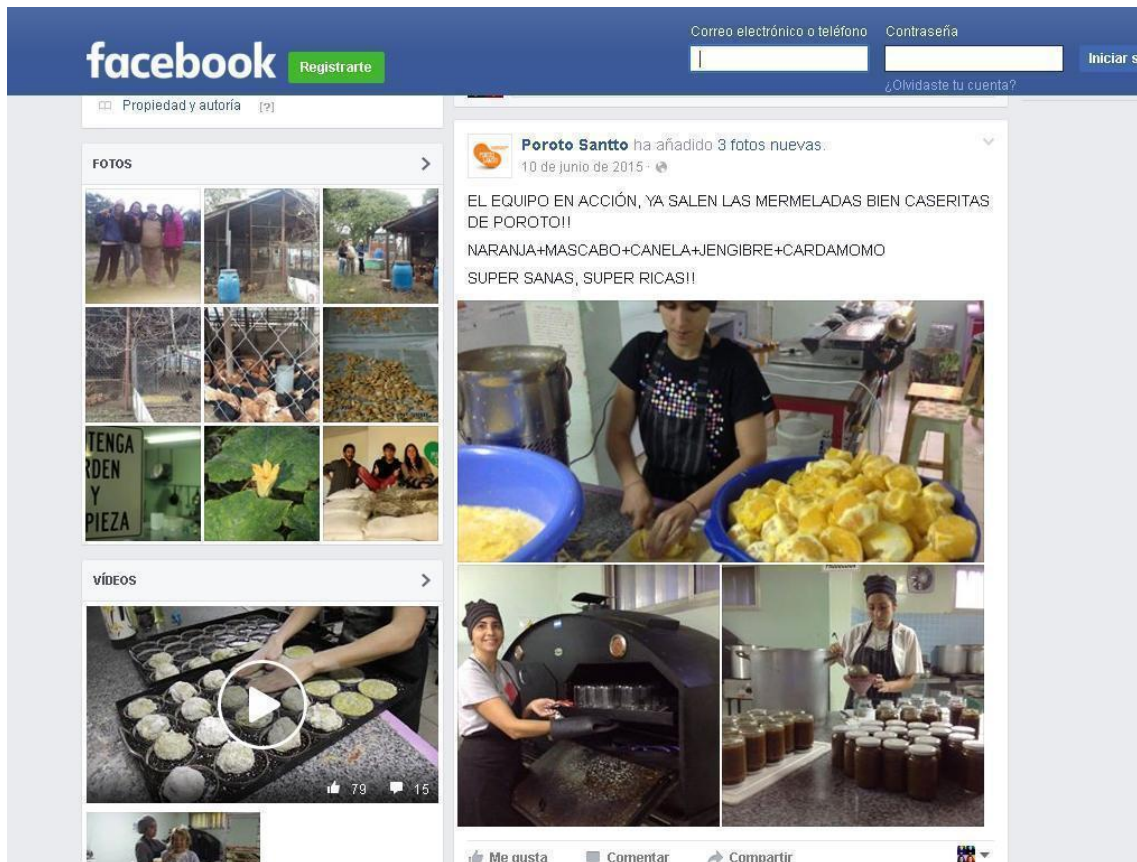 facebook
Registrarte
Correo electrónico o teléfono
Contraseña
Iniciar s
¿Olvidaste tu cuenta?
Propiedad y autoría [?]
FOTOS
TENGA
RDEN
Y
PIEZA
VÍDEOS
79 15
Poroto Santto ha añadido 3 fotos nuevas.
10 de junio de 2015 ·
EL EQUIPO EN ACCIÓN, YA SALEN LAS MERMELADAS BIEN CASERITAS
DE POROTO!!
NARANJA+MASCABO+CANELA+JENGIBRE+CARDAMOMO
SUPER SANAS, SUPER RICAS!!
Me gusta Comentar Compartir